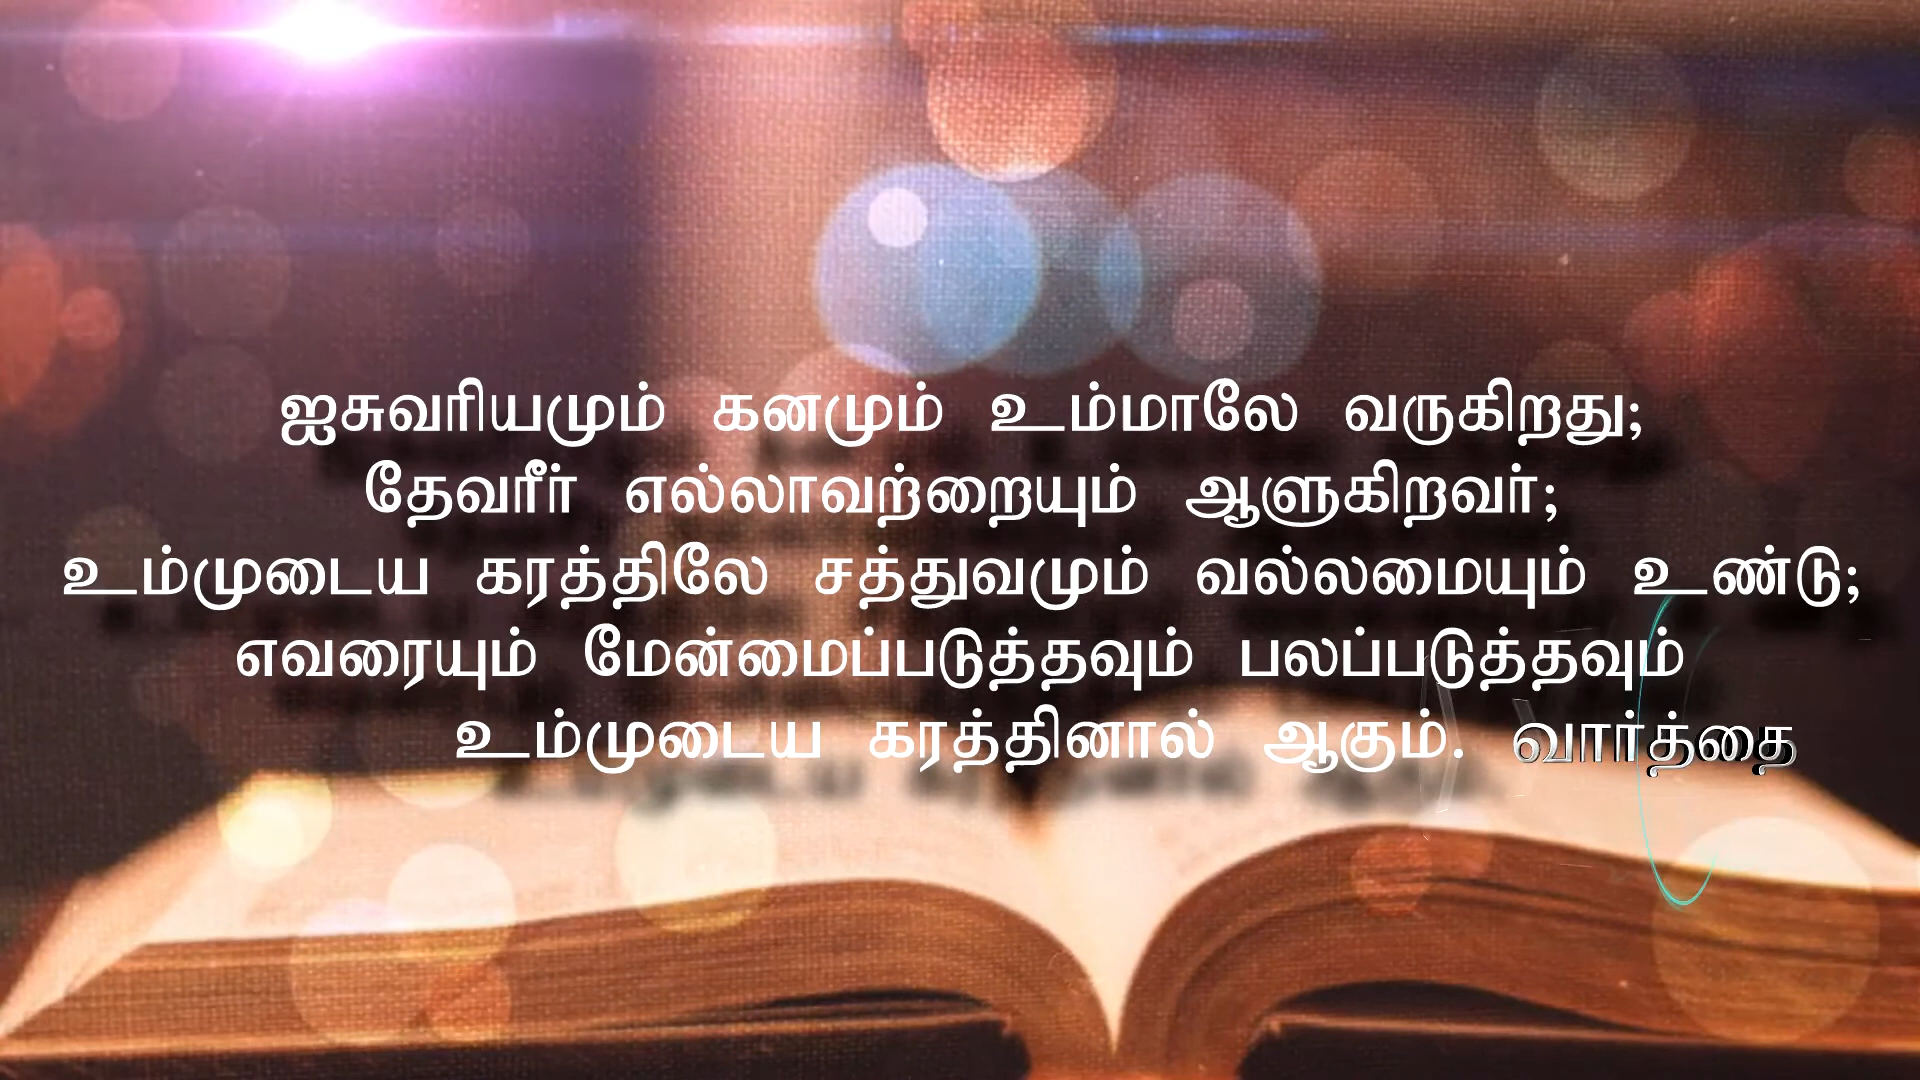 ஐசுவரியமும் கனமும் உம்மாலே வருகிறது;
தேவரீர் எல்லாவற்றையும் ஆளுகிறவர்;
உம்முடைய கரத்திலே சத்துவமும் வல்லமையும் உண்டு;
எவரையும் மேன்மைப்படுத்தவும் பலப்படுத்தவும்
உம்முடைய கரத்தினால் ஆகும். வார்த்தை